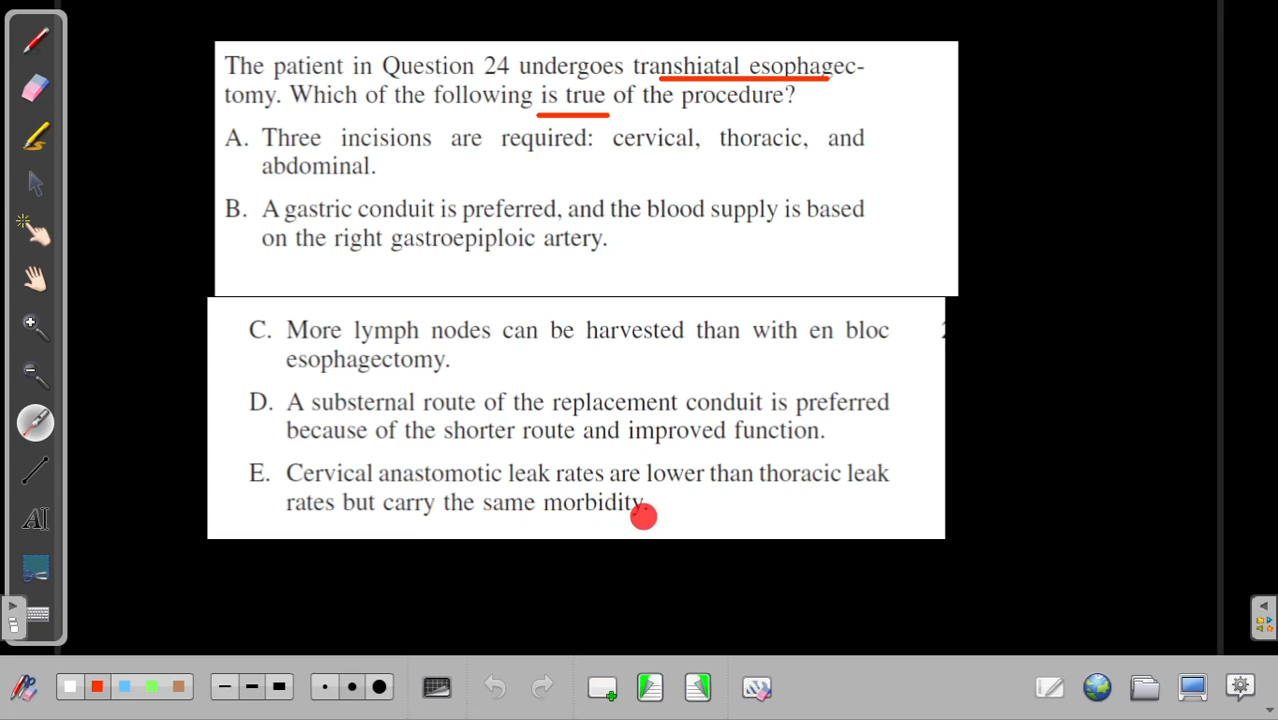 The patient in Question 24 undergoes transhiatal esophagec-
tomy. Which of the following is true of the procedure?
A. Three incisions are required: cervical, thoracic, and
abdominal.
B. A gastric conduit is preferred, and the blood supply is based
on the right gastroepiploic artery.
C. More lymph nodes can be harvested than with en bloc
esophagectomy.
D. A substernal route of the replacement conduit is preferred
because of the shorter route and improved function.
E. Cervical anastomotic leak rates are lower than thoracic leak
rates but carry the same morbidity.
AI